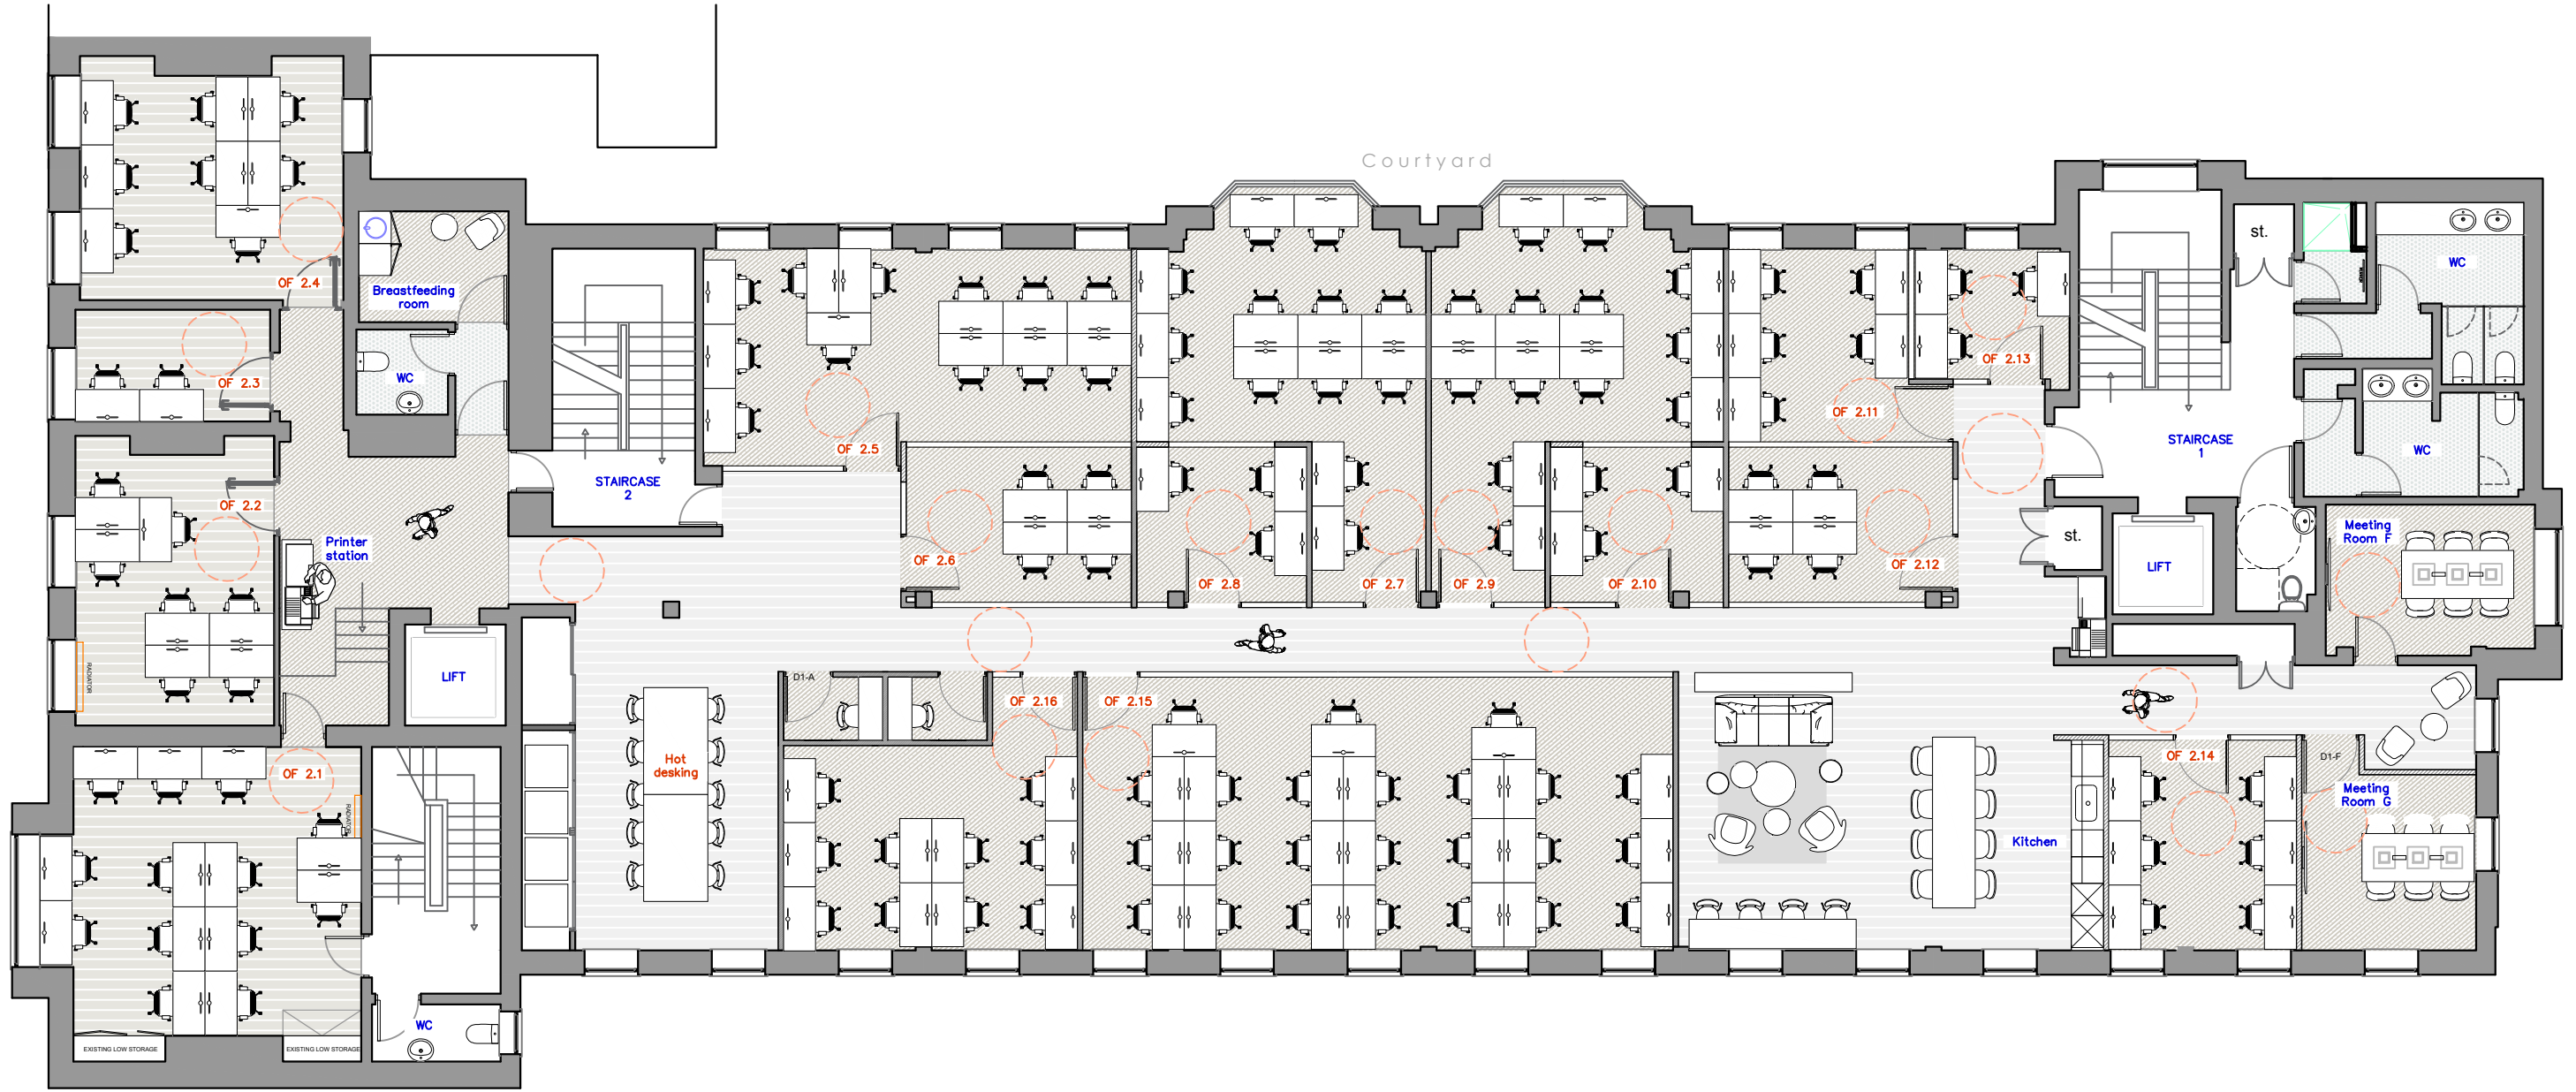 Courtyard
st.
WC
OF 2.4
Breastfeeding
room
OF 2.13
OF 2.3
WC
OF 2.11
STAIRCASE
1
OF 2.5
WC
STAIRCASE
2
OF 2.2
Printer
station
Meeting
Room F
st.
OF 2.6
OF 2.8
OF 2.7
OF 2.9
OF 2.10
OF 2.12
LIFT
RADIATOR
LIFT
D1-A
OF 2.16
OF 2.15
Hot
desking
OF 2.14
D1-F
Meeting
Room G
OF 2.1
RADIATOR
Kitchen
WC
EXISTING LOW STORAGE
EXISTING LOW STORAGE